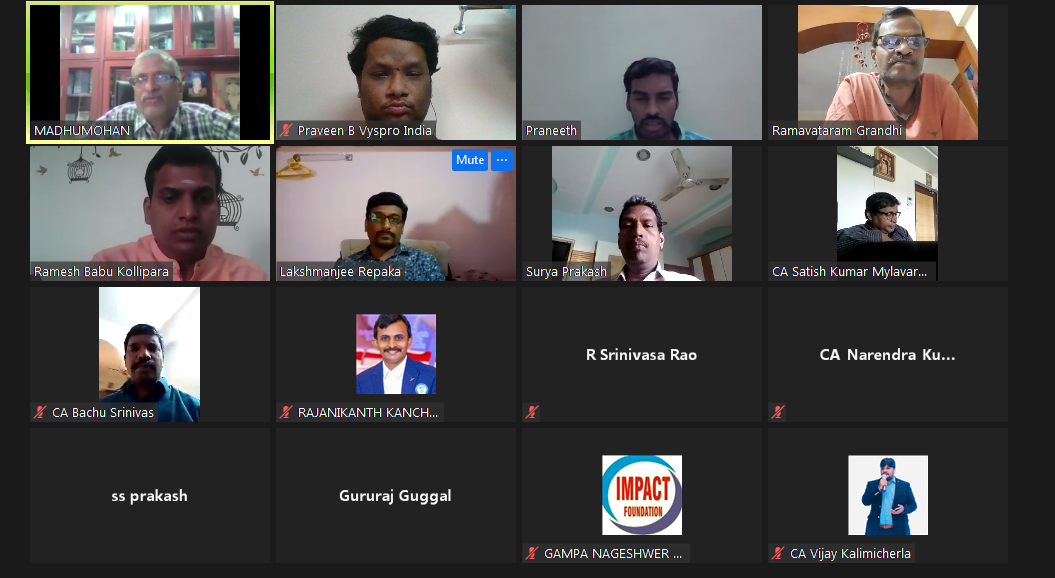 MADHUMOHAN
Praveen B Vyspro India
Praneeth
Ramavataram Grandhi
Ramesh Babu Kollipara
Mute ...
Lakshmanjee Repaka
Surya Prakash
CA Satish Kumar Mylavar...
CA Bachu Srinivas
RAJANIKANTH KANCH...
R Srinivasa Rao
CA Narendra Ku...
ss prakash
Gururaj Guggal
IMPACT
FOUNDATION
GAMPA NAGESHWER ...
CA Vijay Kalimicherla